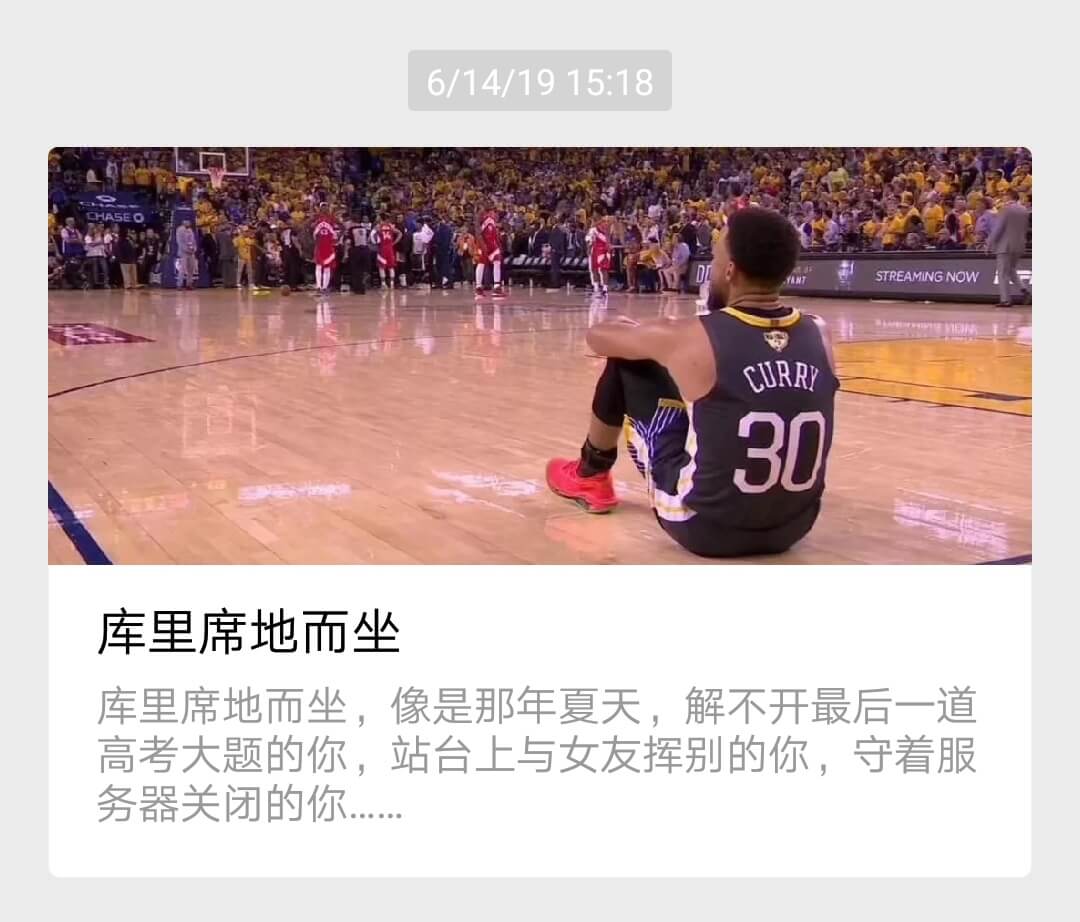 6/14/19 15:18
CHASE
CHASE
STREAMING NOW
CURRY
30
库里席地而坐
库里席地而坐，像是那年夏天，解不开最后一道
高考大题的你，站台上与女友挥别的你，守着服
务器关闭的你……